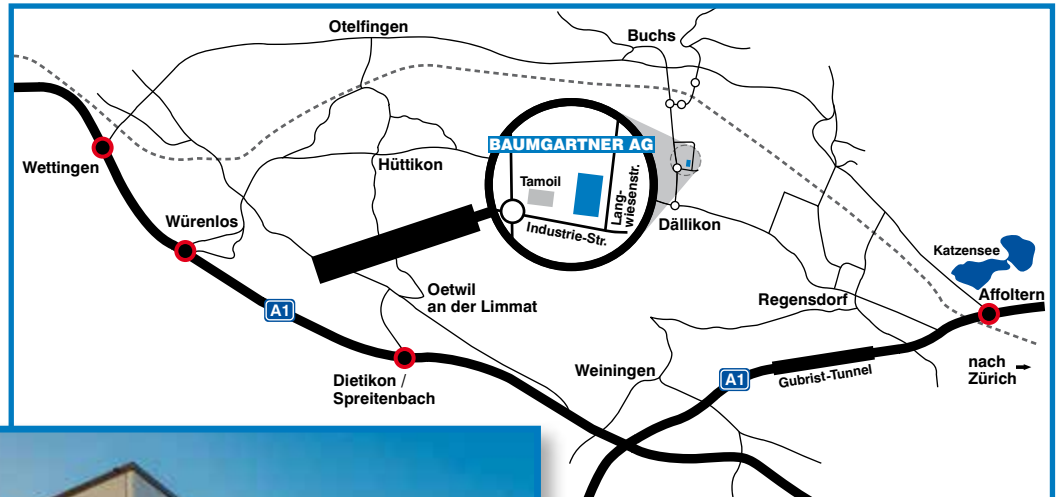 Otelfingen
Buchs
BAUMGARTNER AG
Wettingen
Hüttikon
Tamoil
Lang-
wiesenstr.
Industrie-Str.
Würenlos
Dällikon
Katzensee
Oetwil
an der Limmat
Regensdorf
Affoltern
A1
Weiningen
A1
Gubrist-Tunnel
nach
Zürich
Dietikon /
Spreitenbach